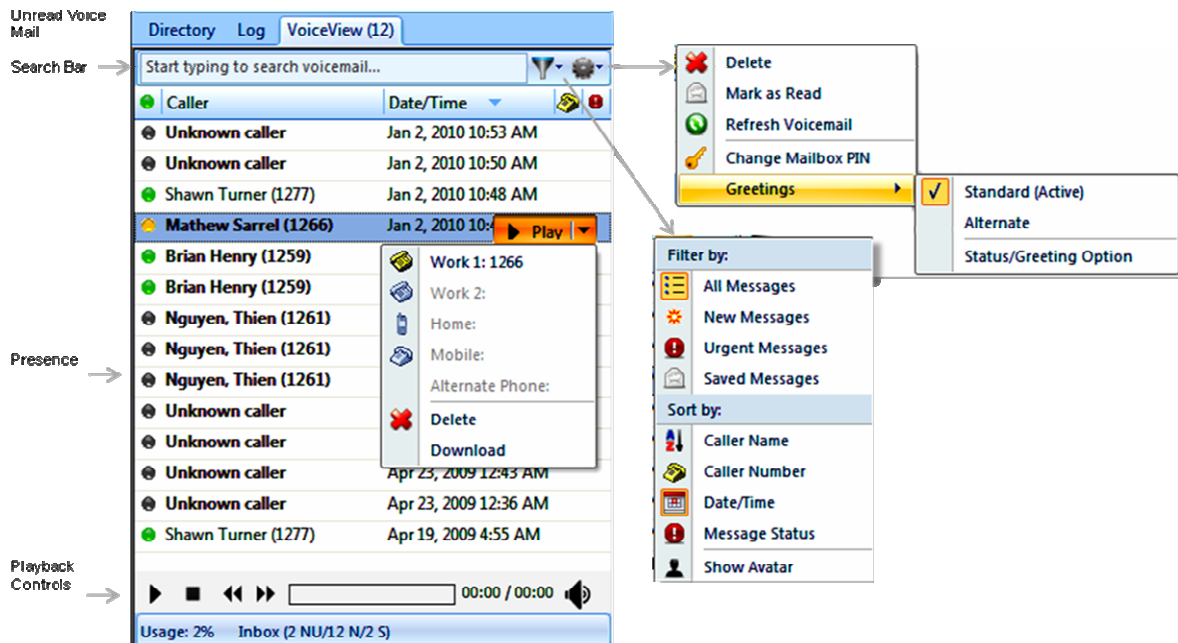 Unread Voice
Mail
Search Bar
Presence
Playback
Controls
Directory Log VoiceView (12)
Start typing to search voicemail...
Caller Date/Time
Unknown caller Jan 2, 2010 10:53 AM
Unknown caller Jan 2, 2010 10:50 AM
Shawn Turner (1277) Jan 2, 2010 10:48 AM
Mathew Sarrel (1266) Jan 2, 2010 10: Play
Brian Henry (1259)
Brian Henry (1259)
Nguyen, Thien (1261)
Nguyen, Thien (1261)
Nguyen, Thien (1261)
Unknown caller
Unknown caller
Unknown caller Apr 23, 2009 12:43 AM
Unknown caller Apr 23, 2009 12:36 AM
Shawn Turner (1277) Apr 19, 2009 4:55 AM
00:00 / 00:00
Usage: 2% Inbox (2 NU/12 N/2 S)
Work 1: 1266
Work 2:
Home:
Mobile:
Alternate Phone:
Delete
Download
Delete
Mark as Read
Refresh Voicemail
Change Mailbox PIN
Greetings
Standard (Active)
Alternate
Status/Greeting Option
Filter by:
All Messages
New Messages
Urgent Messages
Saved Messages
Sort by:
Caller Name
Caller Number
Date/Time
Message Status
Show Avatar